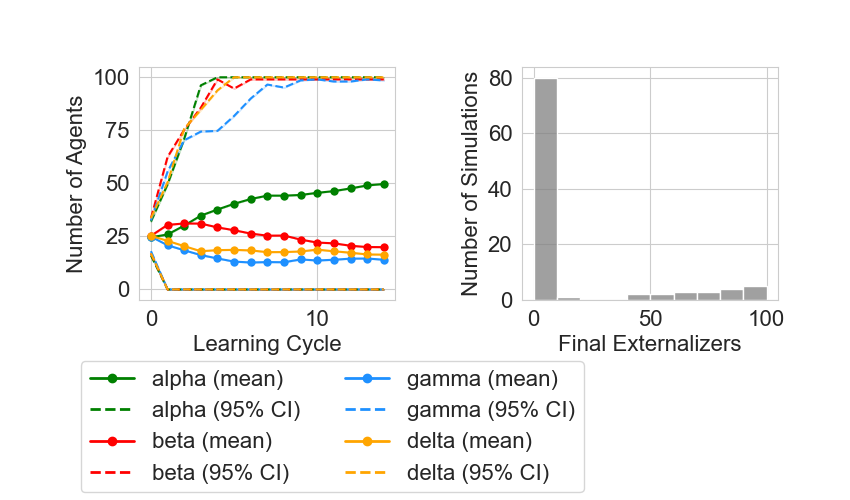 Number of Agents
100
75
50
25
0
0
10
Learning Cycle
Number of Simulations
80
60
40
20
0
0
50
100
Final Externalizers
alpha (mean)
alpha (95% CI)
beta (mean)
beta (95% CI)
gamma (mean)
gamma (95% CI)
delta (mean)
delta (95% CI)